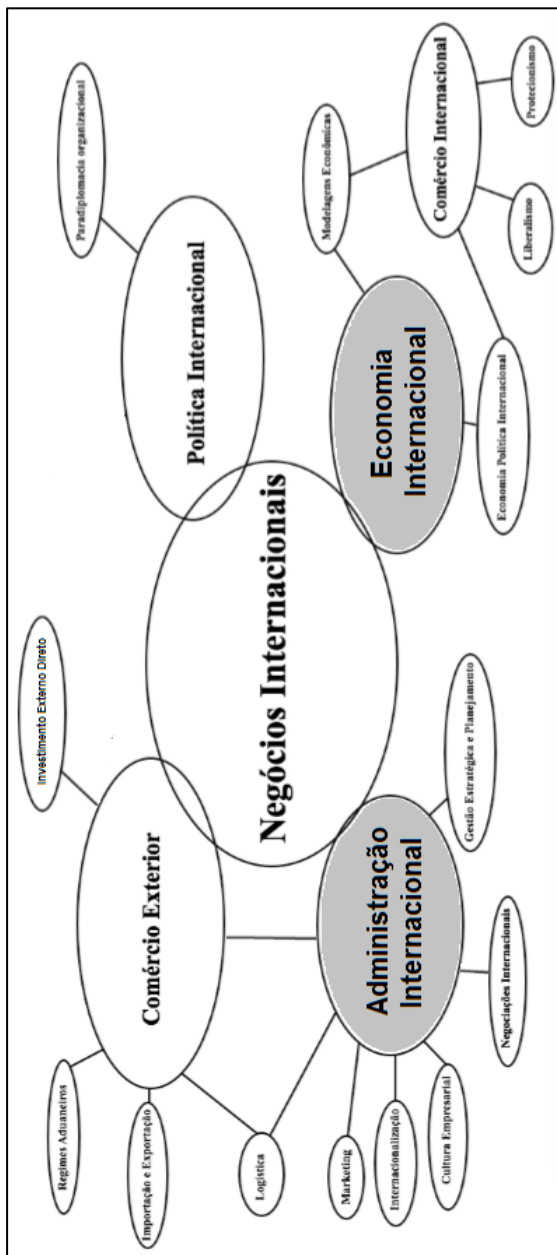 Regimes Aduaneiros
Investimento Externo Direto
Paradiplomacia organizacional
Importação e Exportação
Comércio Exterior
Política Internacional
Logística
Negócios Internacionais
Marketing
Internacionalização
Cultura Empresarial
Administração
Internacional
Negociações Internacionais
Gestão Estratégica e Planejamento
Economia
Internacional
Modelagens Econômicas
Comércio Internacional
Economia Política Internacional
Liberalismo
Protecionismo